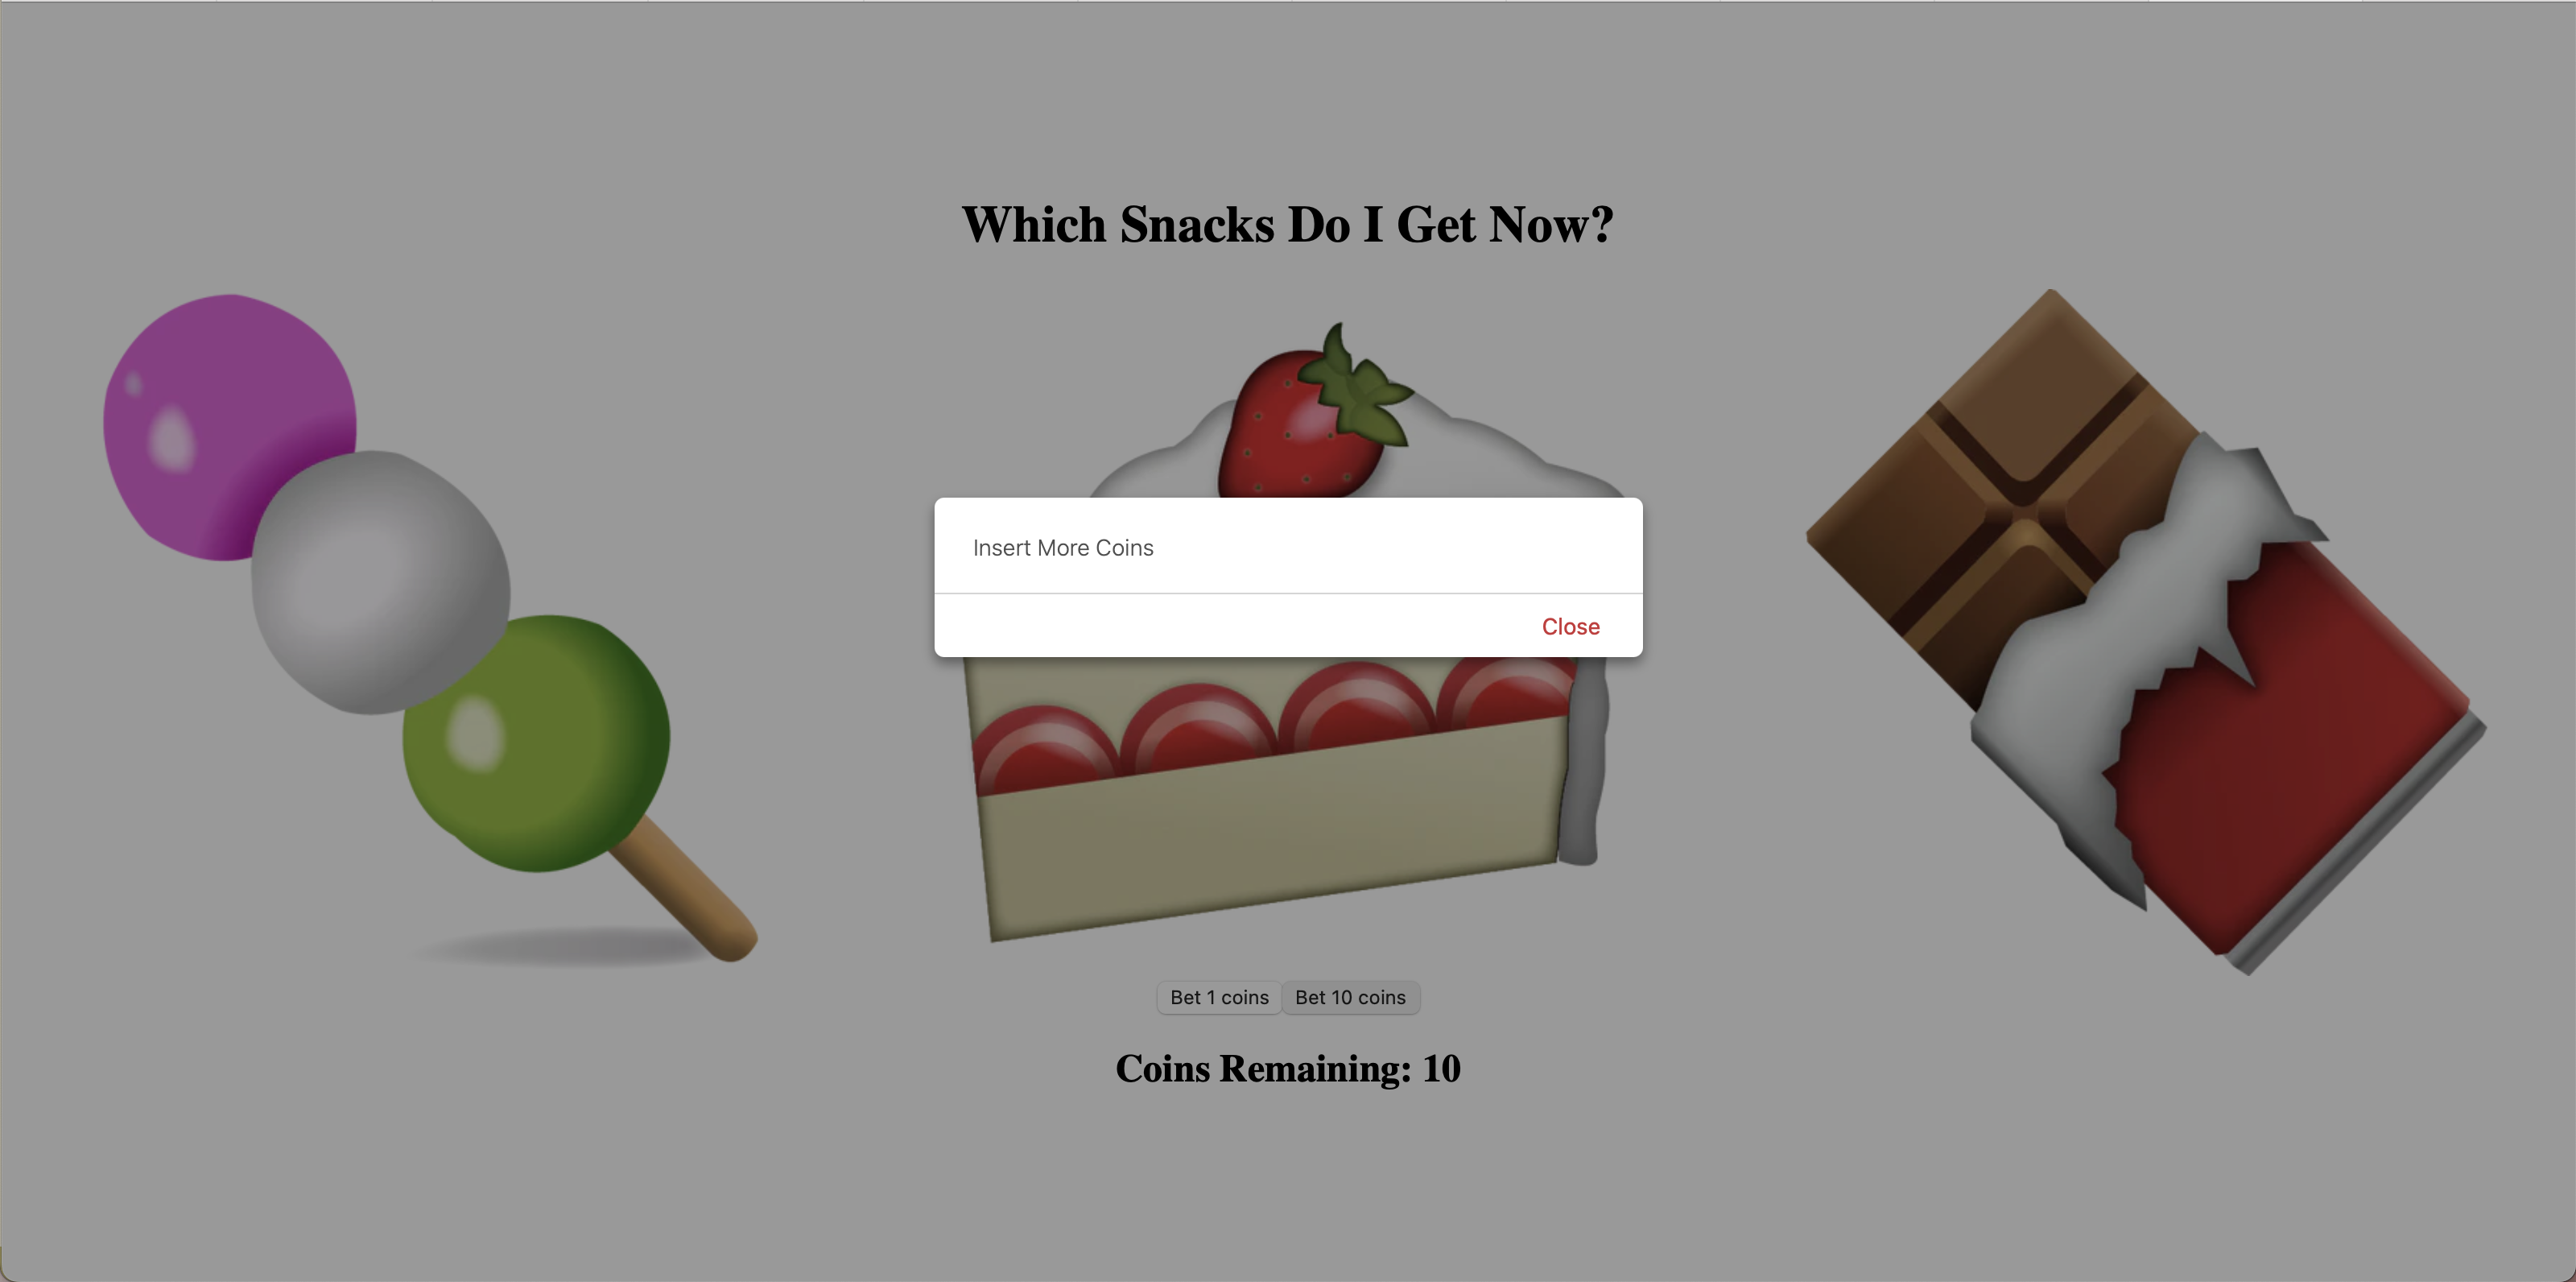 Which Snacks Do I Get Now?
Insert More Coins
Close
Bet 1 coins
Bet 10 coins
Coins Remaining: 10